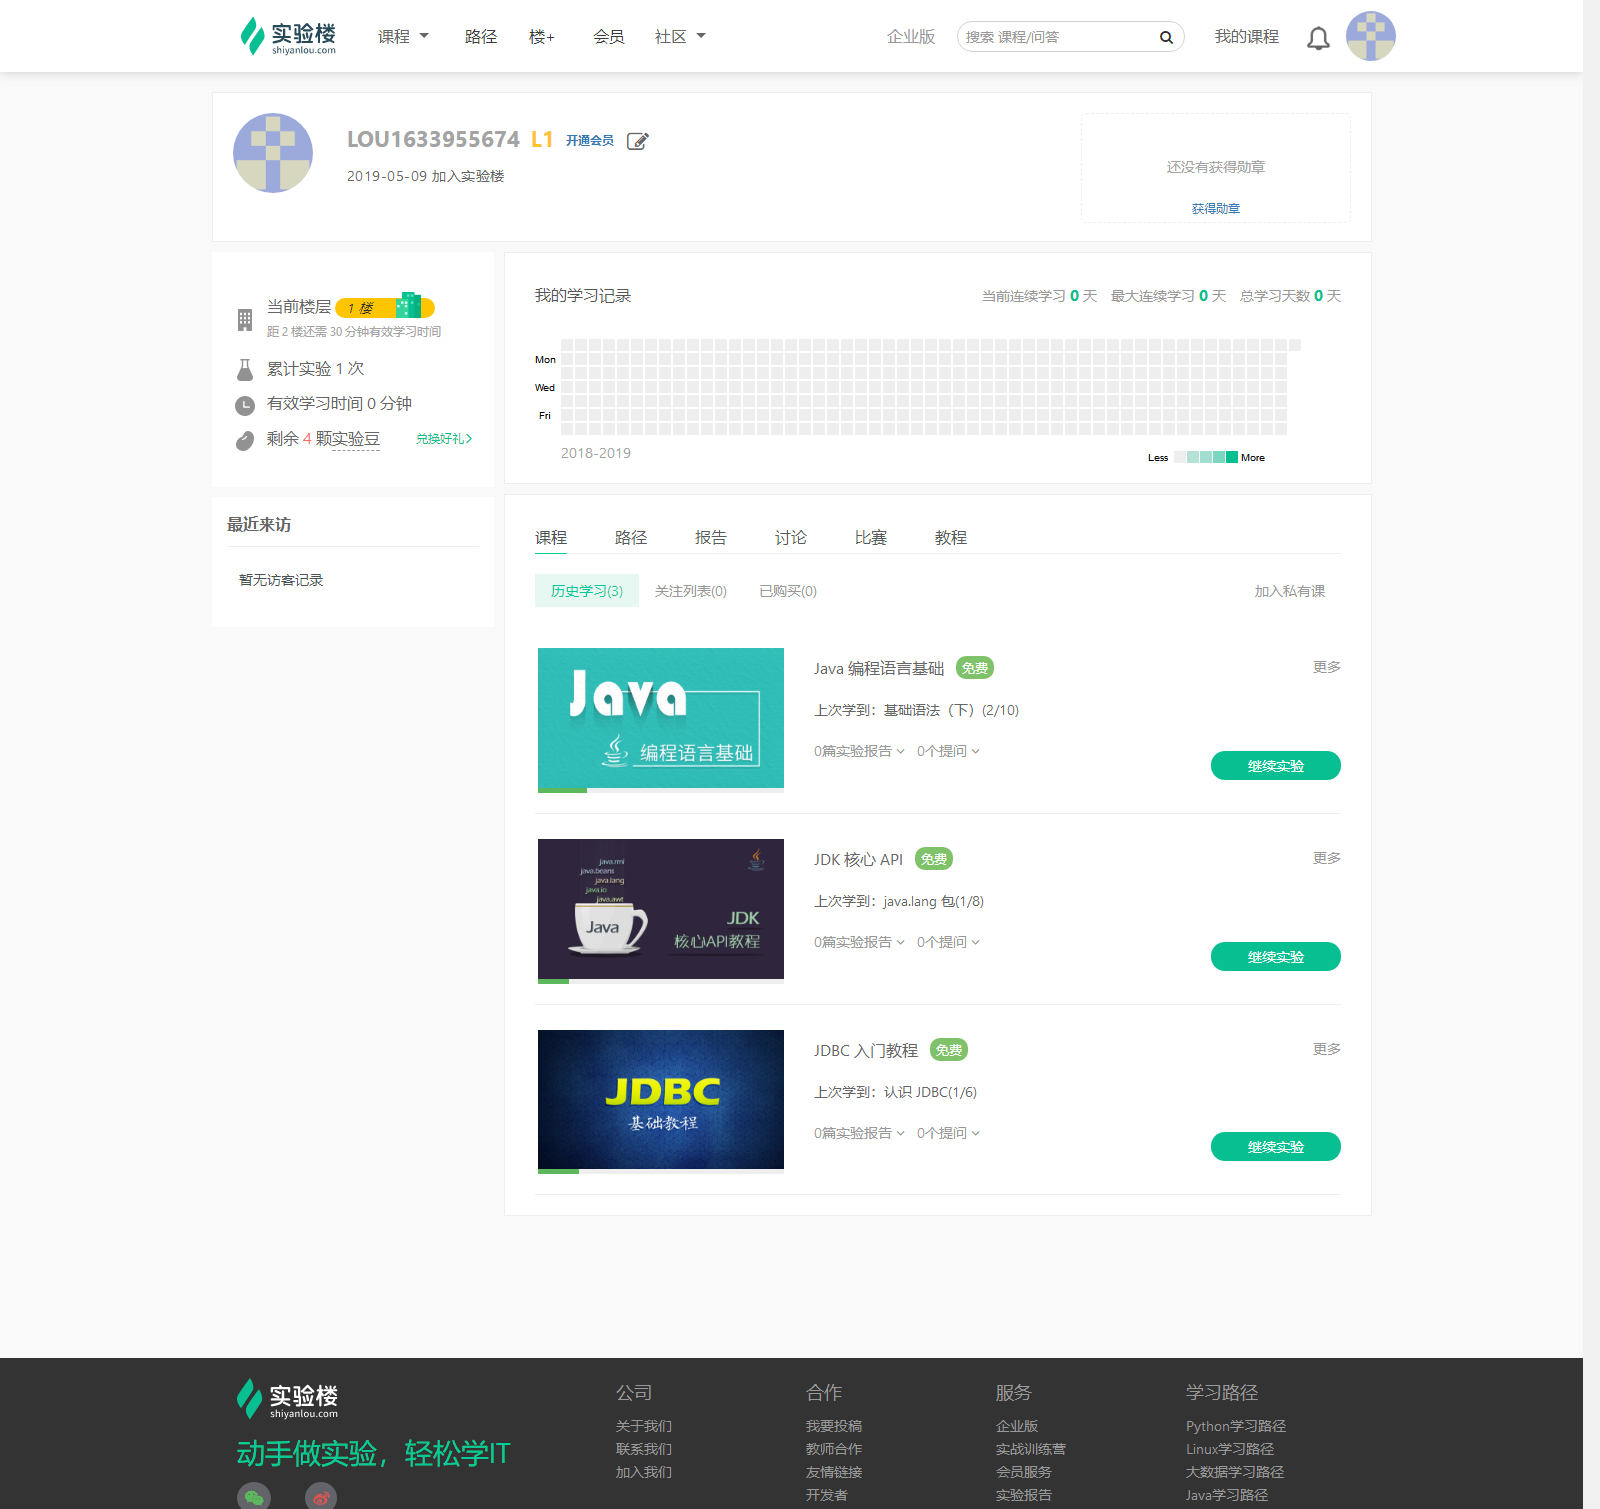 实验楼
shiyanlou.com
课程 路径 楼+ 会员 社区 企业版 搜索 课程/问答 我的课程
LOU1633955674 L1 开通会员
2019-05-09 加入实验楼
还没有获得勋章
获得勋章
当前楼层 1 楼
距 2 楼还需 30 分钟有效学习时间
累计实验 1 次
有效学习时间 0 分钟
剩余 4 颗实验豆 兑换好礼
最近来访
暂无访客记录
我的学习记录 当前连续学习 0 天 最大连续学习 0 天 总学习天数 0 天
Mon
Wed
Fri
2018-2019
Less More
课程 路径 报告 讨论 比赛 教程
历史学习(3) 关注列表(0) 已购买(0) 加入私有课
Java
编程语言基础
Java 编程语言基础 免费 更多
上次学到：基础语法（下）(2/10)
0篇实验报告 0个提问
继续实验
java.rmi
java.beans
java.lang
java.io
java.awt
Java
JDK
核心API教程
JDK 核心 API 免费 更多
上次学到：java.lang 包(1/8)
0篇实验报告 0个提问
继续实验
JDBC
基础教程
JDBC 入门教程 免费 更多
上次学到：认识 JDBC(1/6)
0篇实验报告 0个提问
继续实验
实验楼
shiyanlou.com
动手做实验，轻松学IT
公司
关于我们
联系我们
加入我们
合作
我要投稿
教师合作
友情链接
开发者
服务
企业版
实战训练营
会员服务
实验报告
学习路径
Python学习路径
Linux学习路径
大数据学习路径
Java学习路径